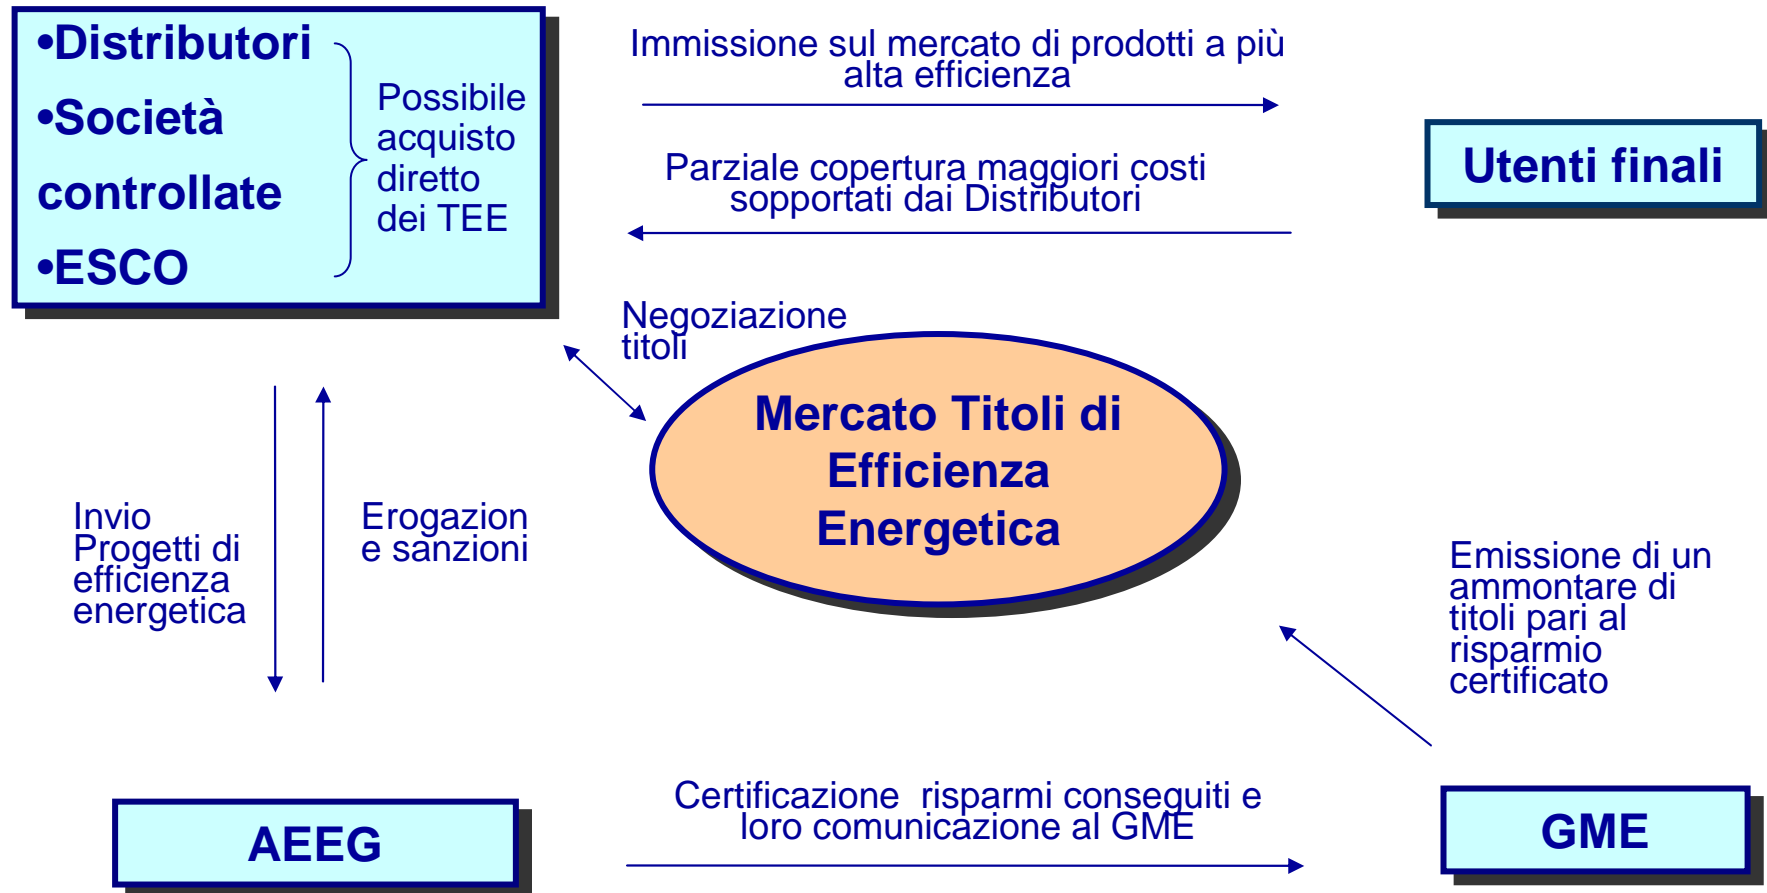 •Distributori
•Società
controllate
•ESCO
Possibile
acquisto
diretto
dei TEE
Immissione sul mercato di prodotti a più
alta efficienza
Parziale copertura maggiori costi
sopportati dai Distributori
Utenti finali
Negoziazione
titoli
Mercato Titoli di
Efficienza
Energetica
Invio
Progetti di
efficienza
energetica
Erogazion
e sanzioni
Emissione di un
ammontare di
titoli pari al
risparmio
certificato
AEEG
Certificazione  risparmi conseguiti e
loro comunicazione al GME
GME